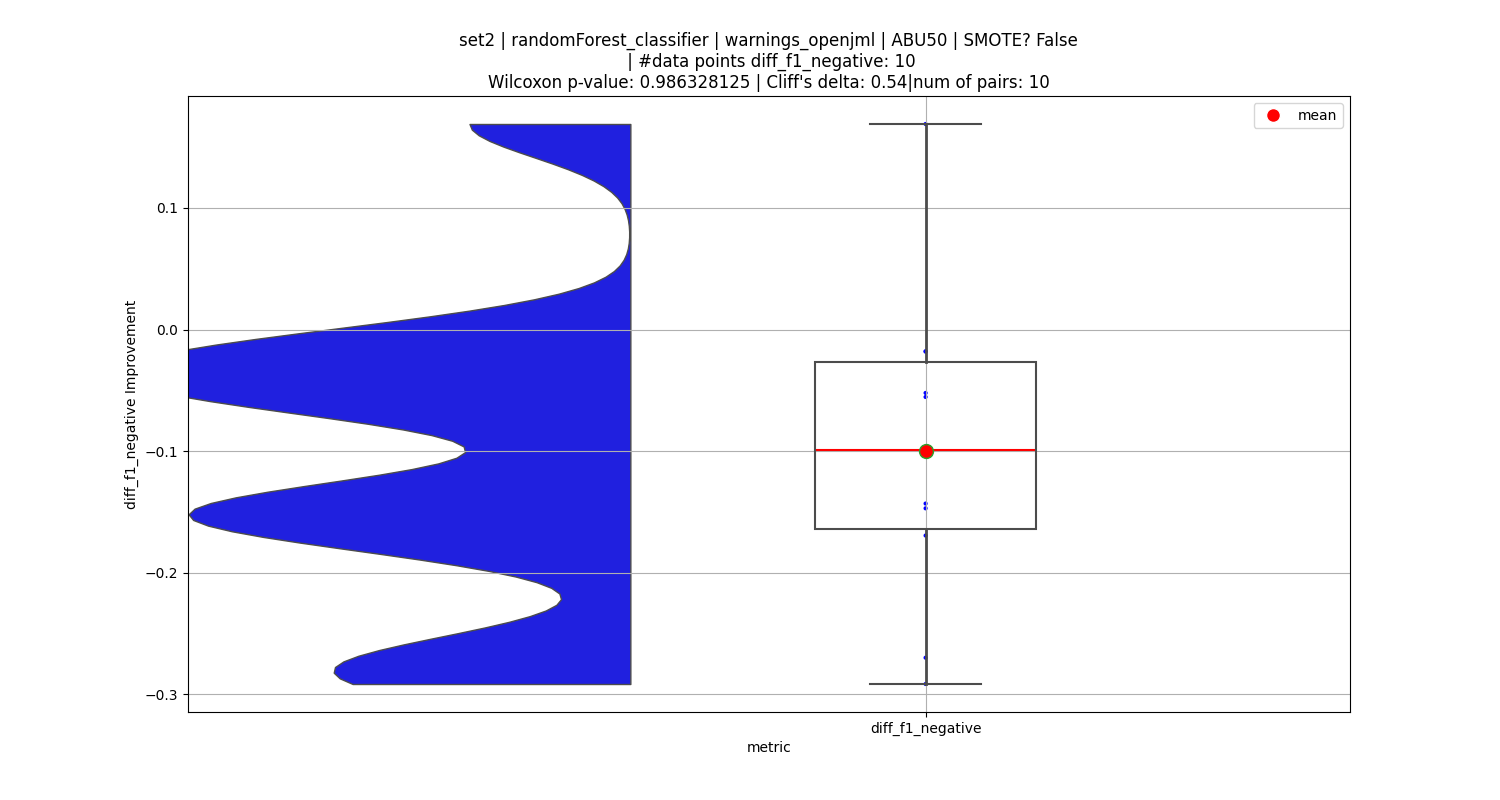 set2 | randomForest_classifier | warnings_openjml | ABU50 | SMOTE? False
| #data points diff_f1_negative: 10
Wilcoxon p-value: 0.986328125 | Cliff's delta: 0.54|num of pairs: 10
mean
0.1
0.0
−0.1
−0.2
−0.3
diff_f1_negative Improvement
diff_f1_negative
metric